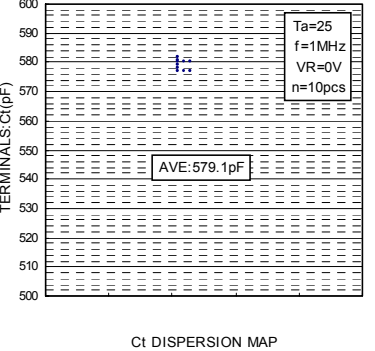 600
590
580
570
560
550
540
530
520
510
500
TERMINALS:Ct(pF)
Ta=25
f=1MHz
VR=0V
n=10pcs
AVE:579.1pF
Ct DISPERSION MAP